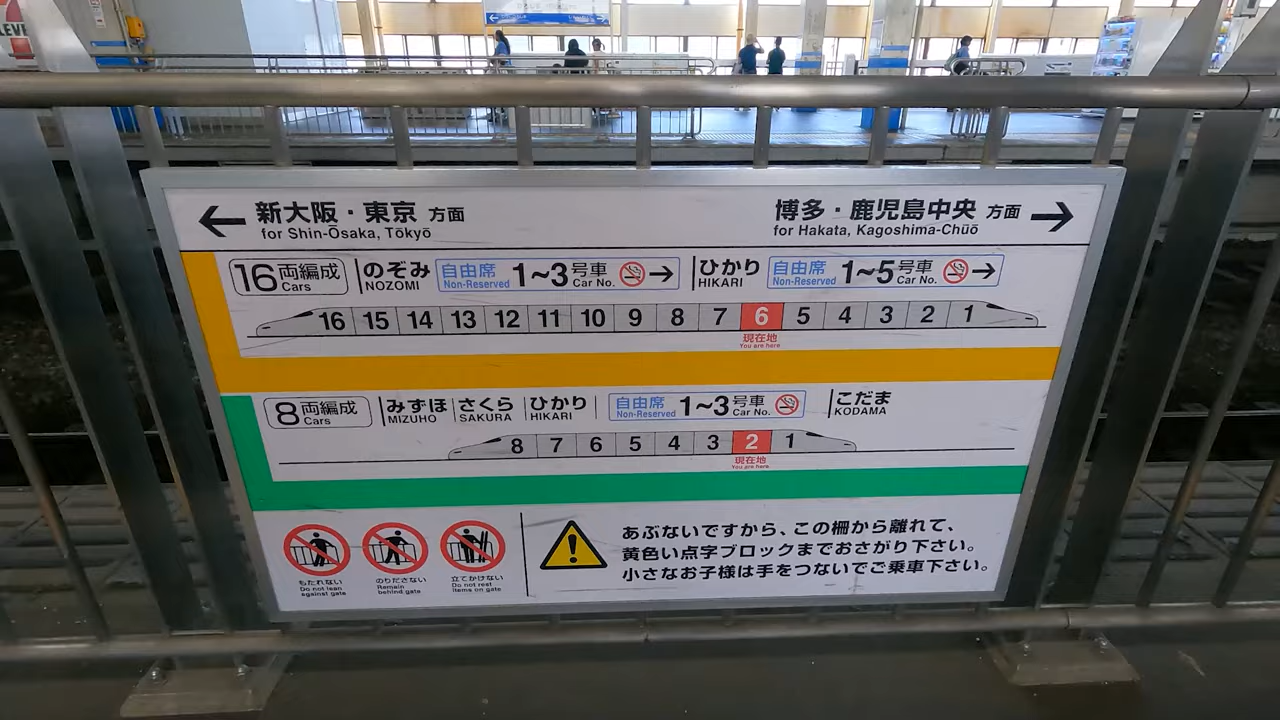 ← 新大阪・東京 方面
for Shin-Ōsaka, Tōkyō
博多・鹿児島中央 方面 →
for Hakata, Kagoshima-Chūō
16両編成 Cars
のぞみ NOZOMI
自由席 Non-Reserved 1~3号車 Car No. →
ひかり HIKARI
自由席 Non-Reserved 1~5号車 Car No. →
16 15 14 13 12 11 10 9 8 7 6 5 4 3 2 1
現在地
You are here
8両編成 Cars
みずほ MIZUHO
さくら SAKURA
ひかり HIKARI
自由席 Non-Reserved 1~3号車 Car No.
こだま KODAMA
8 7 6 5 4 3 2 1
現在地
You are here
もたれない
Do not lean
against gate
のりださない
Remain
behind gate
立てかけない
Do not rest
items on gate
あぶないですから、この柵から離れて、
黄色い点字ブロックまでおさがり下さい。
小さなお子様は手をつないでご乗車下さい。